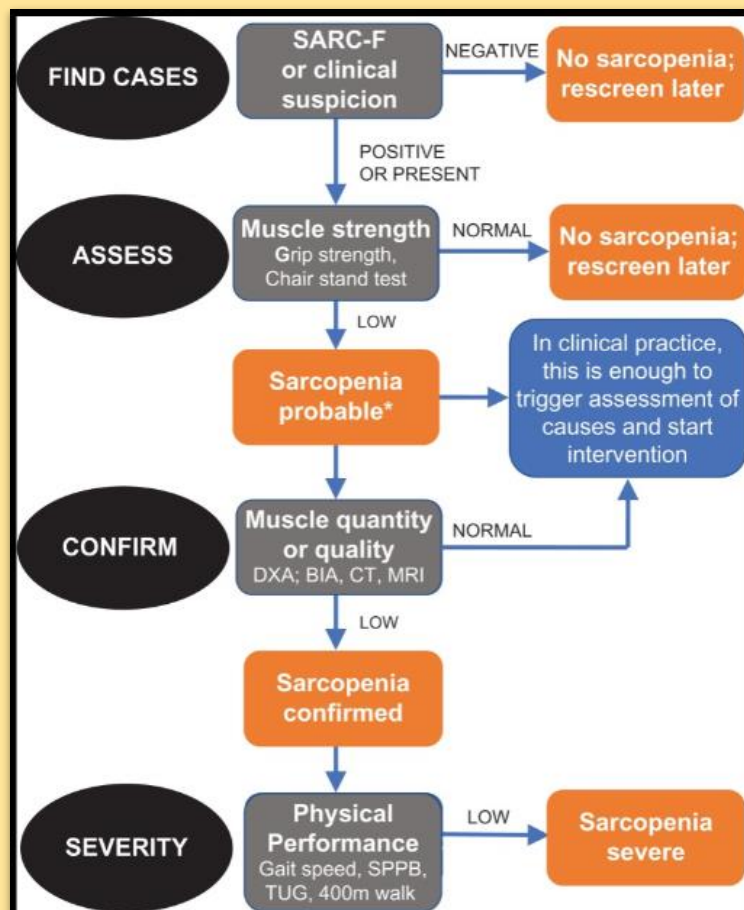 FIND CASES
SARC-F
or clinical
suspicion
NEGATIVE
No sarcopenia;
rescreen later
POSITIVE
OR PRESENT
ASSESS
Muscle strength
Grip strength,
Chair stand test
NORMAL
No sarcopenia;
rescreen later
LOW
Sarcopenia
probable*
In clinical practice,
this is enough to
trigger assessment of
causes and start
intervention
CONFIRM
Muscle quantity
or quality
DXA; BIA, CT, MRI
NORMAL
LOW
Sarcopenia
confirmed
SEVERITY
Physical
Performance
Gait speed, SPPB,
TUG, 400m walk
LOW
Sarcopenia
severe